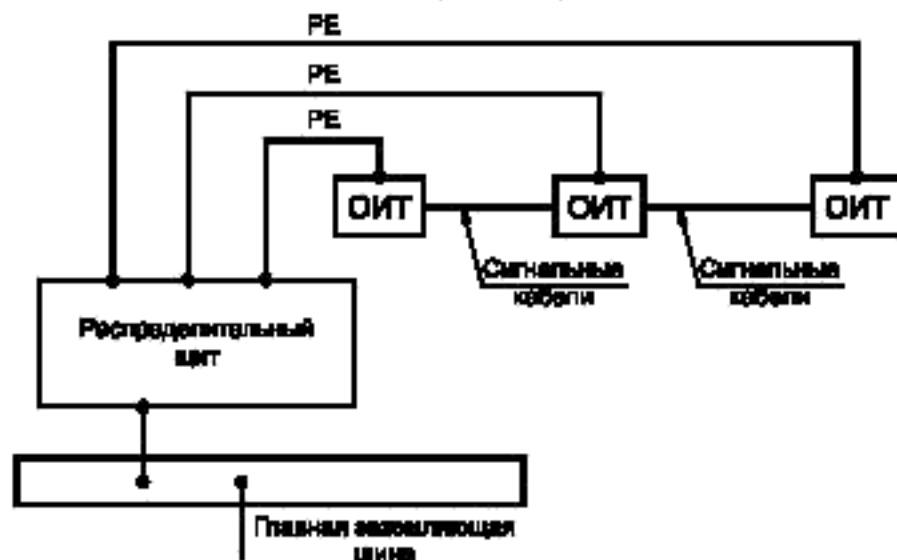 PE
PE
PE
ОИТ
ОИТ
ОИТ
Сигнальные
кабели
Сигнальные
кабели
Распределительный
щит
Главная заземляющая
шина